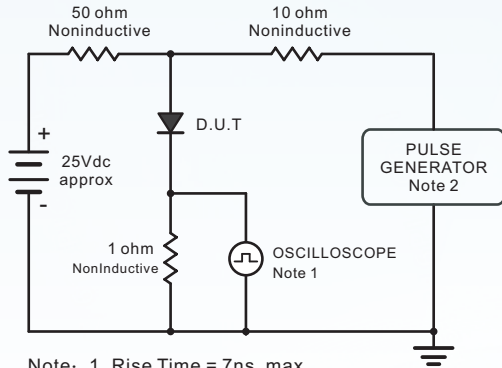 50 ohm
Noninductive
10 ohm
Noninductive
D.U.T
+
25Vdc
approx
-
PULSE
GENERATOR
Note 2
1 ohm
NonInductive
OSCILLOSCOPE
Note 1
Note: 1. Rise Time = 7ns, max.